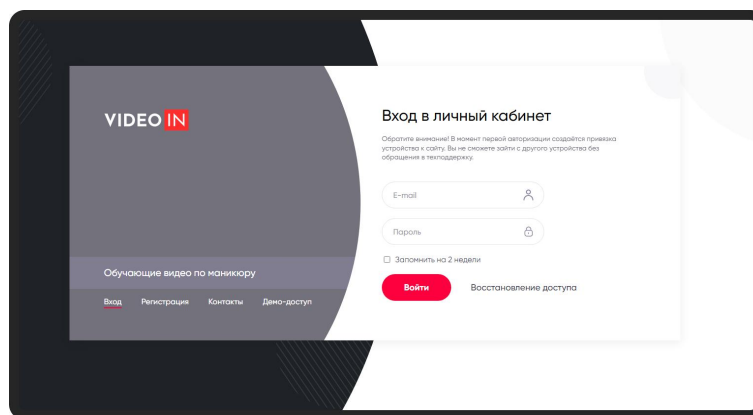 VIDEO IN
Обучающие видео по маникюру
Вход Регистрация Контакты Демо-доступ
Вход в личный кабинет
Обратите внимание! В момент первой авторизации создаётся привязка
устройства к сайту. Вы не сможете зайти с другого устройства без
обращения в техподдержку.
E-mail
Пароль
Запомнить на 2 недели
Войти Восстановление доступа